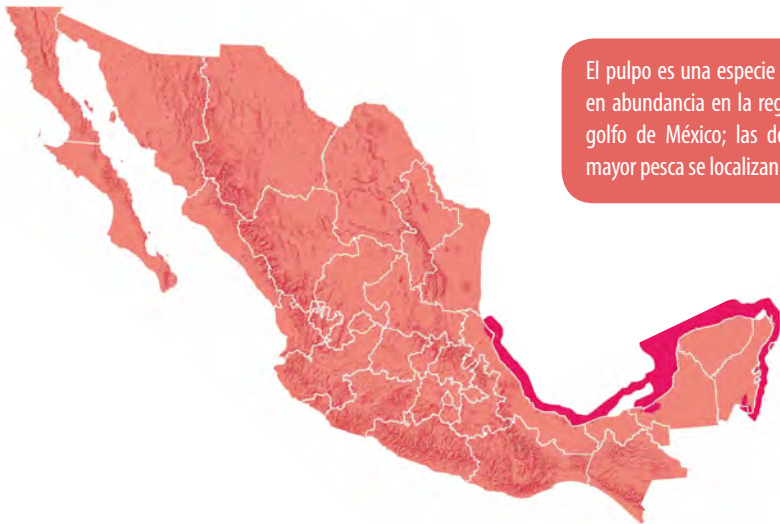 El pulpo es una especie
en abundancia en la reg
golfo de México; las de
mayor pesca se localizan